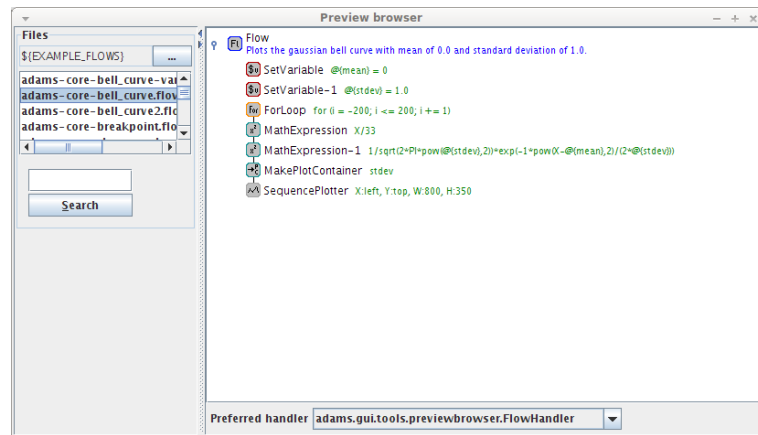 Preview browser
Files
${EXAMPLE_FLOWS}
...
adams-core-bell_curve-var
adams-core-bell_curve.flow
adams-core-bell_curve2.flo
adams-core-breakpoint.flo
Search
Flow
Plots the gaussian bell curve with mean of 0.0 and standard deviation of 1.0.
SetVariable @{mean} = 0
SetVariable-1 @{stdev} = 1.0
ForLoop for (i = -200; i <= 200; i += 1)
MathExpression X/33
MathExpression-1 1/sqrt(2*PI*pow(@{stdev},2))*exp(-1*pow(X-@{mean},2)/(2*@{stdev}))
MakePlotContainer stdev
SequencePlotter X:left, Y:top, W:800, H:350
Preferred handler adams.gui.tools.previewbrowser.FlowHandler